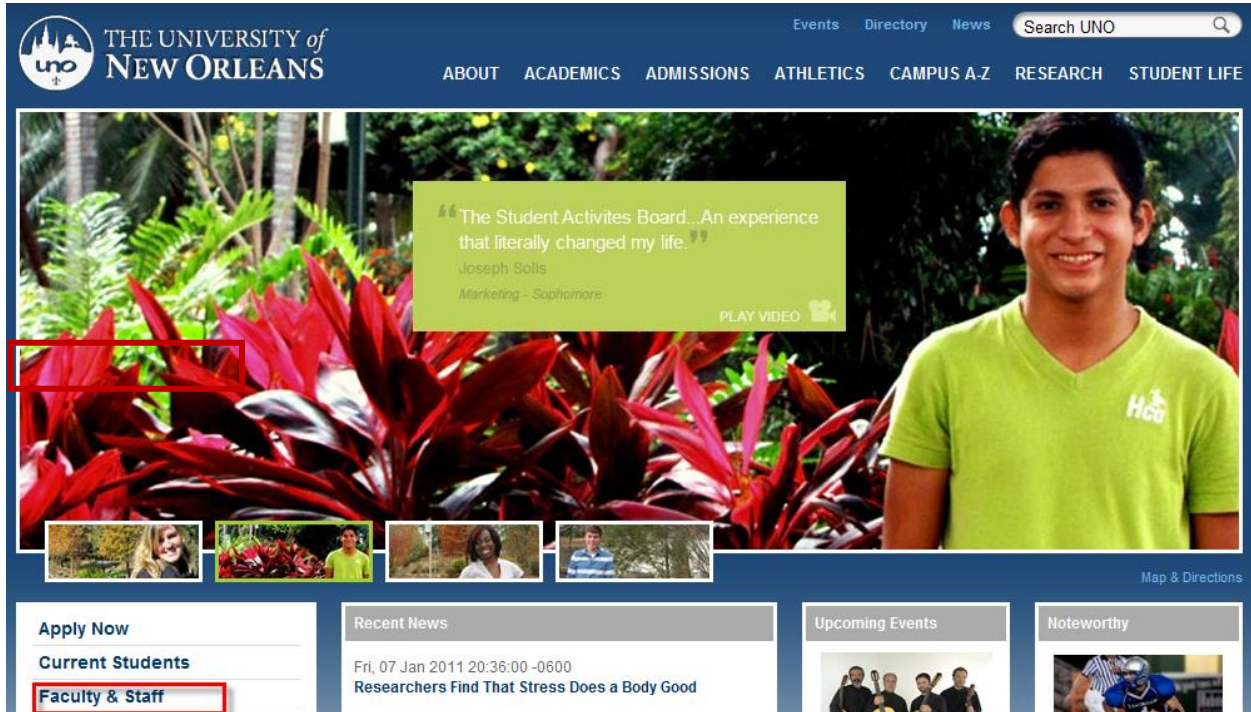 Events Directory News Search UNO
THE UNIVERSITY of
NEW ORLEANS
uno
ABOUT ACADEMICS ADMISSIONS ATHLETICS CAMPUS A-Z RESEARCH STUDENT LIFE
“The Student Activites Board...An experience
that literally changed my life.”
Joseph Solis
Marketing - Sophomore
PLAY VIDEO
Hco
Map & Directions
Apply Now
Current Students
Faculty & Staff
Recent News
Fri, 07 Jan 2011 20:36:00 -0600
Researchers Find That Stress Does a Body Good
Upcoming Events
Noteworthy